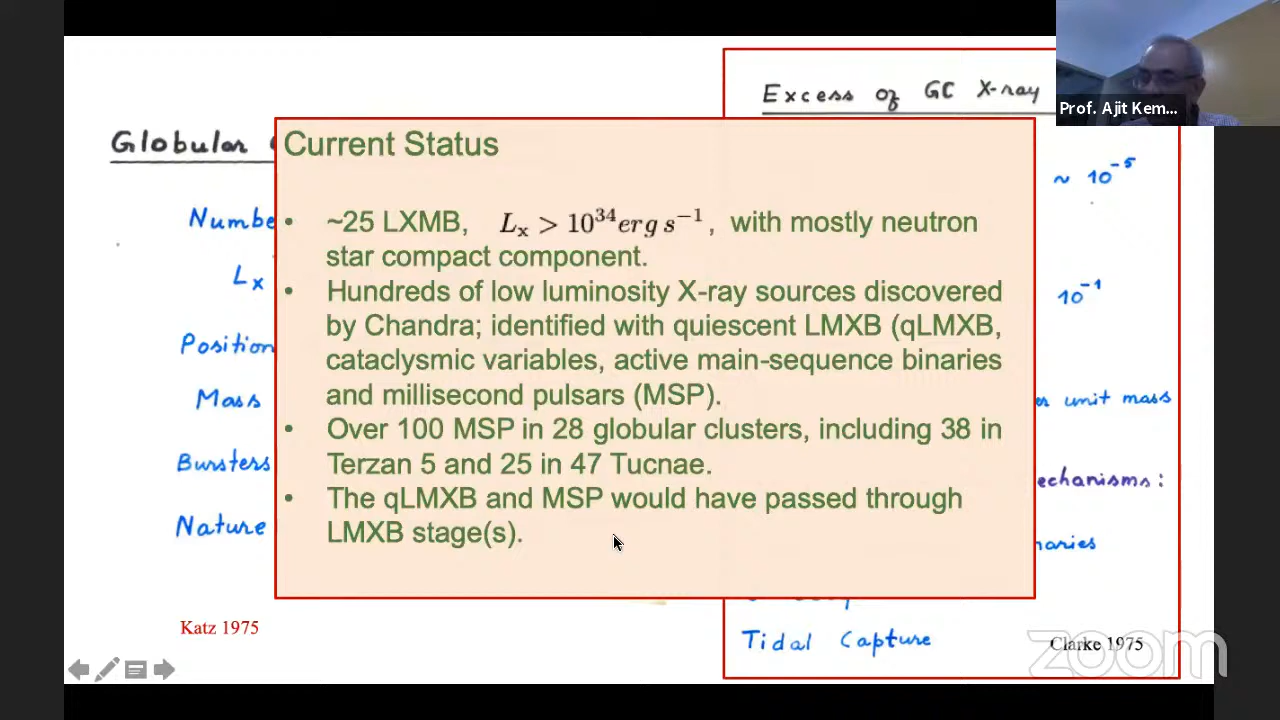 Excess of GC X-ray
Prof. Ajit Kem...
Globular
~ 10⁻⁵
Current Status
• ~25 LXMB, Lₓ > 10³⁴ erg s⁻¹, with mostly neutron
star compact component.
• Hundreds of low luminosity X-ray sources discovered
by Chandra; identified with quiescent LMXB (qLMXB,
cataclysmic variables, active main-sequence binaries
and millisecond pulsars (MSP).
• Over 100 MSP in 28 globular clusters, including 38 in
Terzan 5 and 25 in 47 Tucnae.
• The qLMXB and MSP would have passed through
LMXB stage(s).
Numbe
Lₓ
10⁻¹
Position
Mass
unit mass
Bursters
echanisms:
Nature
naries
Katz 1975
Tidal Capture
Clarke 1975
zoom